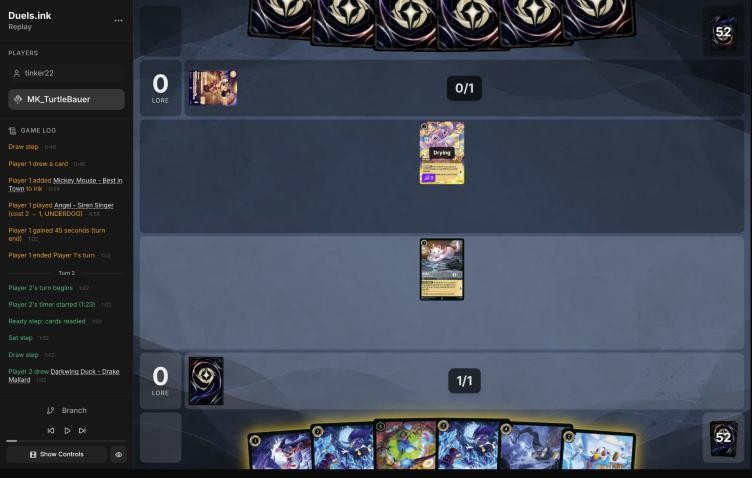 Duels.ink
Replay
PLAYERS
tinker22
MK_TurtleBauer
GAME LOG
Draw step 0:46
Player 1 drew a card 0:46
Player 1 added Mickey Mouse - Best in
Town to ink 0:54
Player 1 played Angel - Siren Singer
(cost 2 → 1, UNDERDOG) 0:56
Player 1 gained 45 seconds (turn
end) 1:02
Player 1 ended Player 1's turn 1:02
Turn 3
Player 2's turn begins 1:02
Player 2's timer started (1:23) 1:02
Ready step: cards readied 1:02
Set step 1:02
Draw step 1:02
Player 2 drew Darkwing Duck - Drake
Mallard 1:02
Branch
Show Controls
52
0
LORE
0/1
Drying
0
LORE
1/1
52